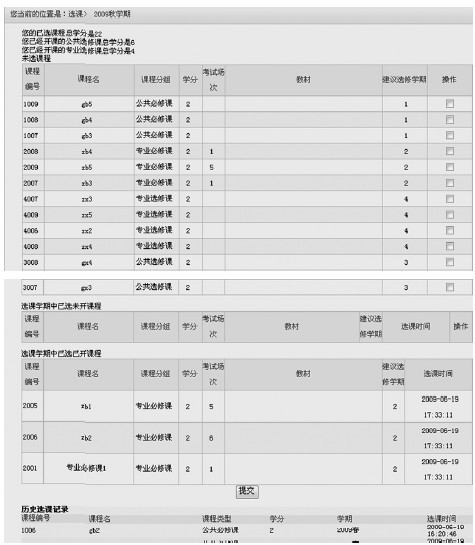 您当前的位置是：选课> 2009秋学期
您的已选课程总学分是22
您已经开课的公共选修课总学分是6
您已经开课的专业选修课总学分是4
未选课程
课程编号 课程名 课程分组 学分 考试场次 教材 建议选修学期 操作
1009 gb5 公共必修课 2 1
1008 gb4 公共必修课 2 1
1007 gb3 公共必修课 2 1
2008 zb4 专业必修课 2 1 2
2009 zb5 专业必修课 2 5 2
2007 zb3 专业必修课 2 1 2
4007 zx3 专业选修课 2 4
4009 zx5 专业选修课 2 4
4006 zx2 专业选修课 2 4
4008 zx4 专业选修课 2 4
3008 gx4 公共选修课 2 3
3007 gx3 公共选修课 2 3
选课学期中已选未开课程
课程编号 课程名 课程分组 学分 考试场次 教材 建议选修学期 选课时间 操作
选课学期中已选已开课程
课程编号 课程名 课程分组 学分 考试场次 教材 建议选修学期 选课时间
2005 zb1 专业必修课 2 5 2 2009-06-19 17:33:11
2006 zb2 专业必修课 2 6 2 2009-06-19 17:33:11
2001 专业必修课1 专业必修课 2 1 2 2009-06-19 17:33:11
提交
历史选课记录
课程编号 课程名 课程类型 学分 学期 选课时间
1006 gb2 公共必修课 2 2009春 2009-06-10 16:20:46